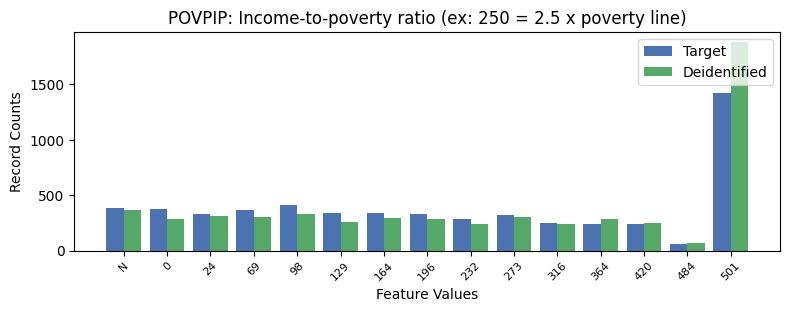 POVPIP: Income-to-poverty ratio (ex: 250 = 2.5 x poverty line)
Target
Deidentified
Record Counts
1500
1000
500
0
N 0 24 69 98 129 164 196 232 273 316 364 420 484 501
Feature Values